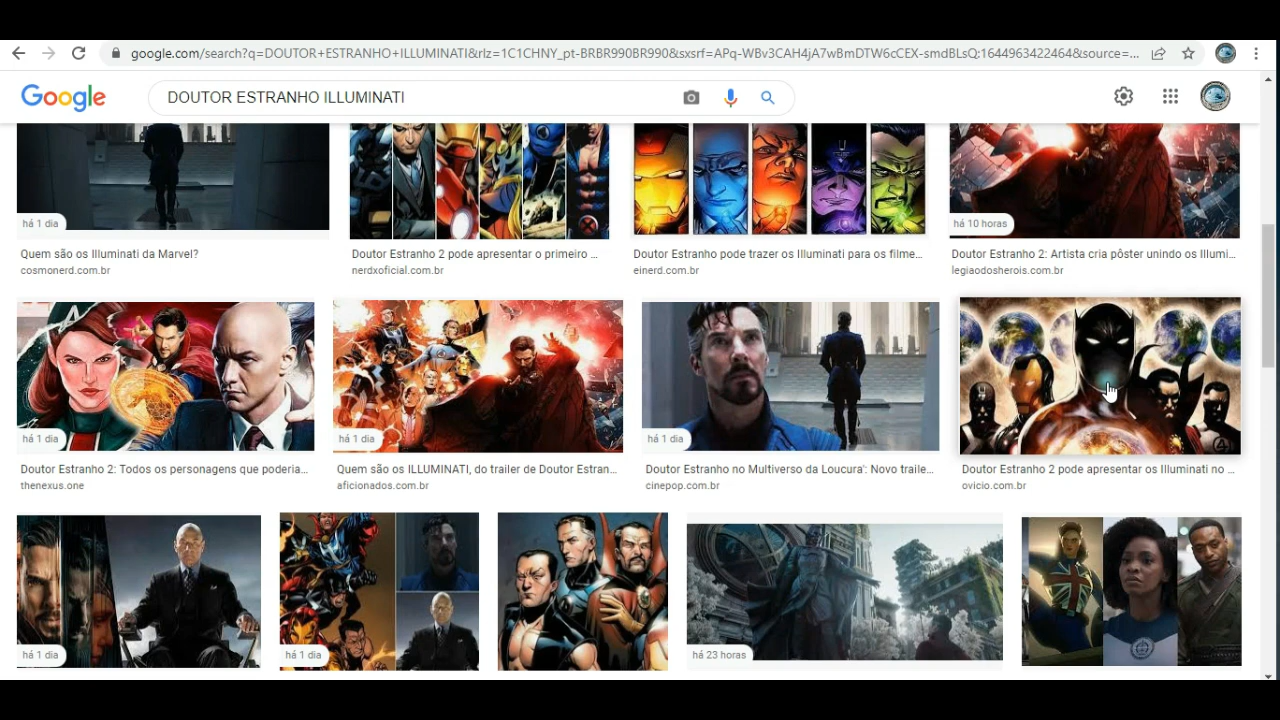 google.com/search?q=DOUTOR+ESTRANHO+ILLUMINATI&rlz=1C1CHNY_pt-BRBR990BR990&sxsrf=APq-WBv3CAH4jA7wBmDTW6cCEX-smdBLsQ:1644963422464&source=...
Google
DOUTOR ESTRANHO ILLUMINATI
há 1 dia
há 10 horas
Quem são os Illuminati da Marvel?
cosmonerd.com.br
Doutor Estranho 2 pode apresentar o primeiro ...
nerdxoficial.com.br
Doutor Estranho pode trazer os Illuminati para os filme...
einerd.com.br
Doutor Estranho 2: Artista cria pôster unindo os Illumi...
legiaodosherois.com.br
há 1 dia
há 1 dia
há 1 dia
Doutor Estranho 2: Todos os personagens que poderia...
thenexus.one
Quem são os ILLUMINATI, do trailer de Doutor Estran...
aficionados.com.br
Doutor Estranho no Multiverso da Loucura': Novo traile...
cinepop.com.br
Doutor Estranho 2 pode apresentar os Illuminati no ...
ovicio.com.br
há 1 dia
há 1 dia
há 23 horas